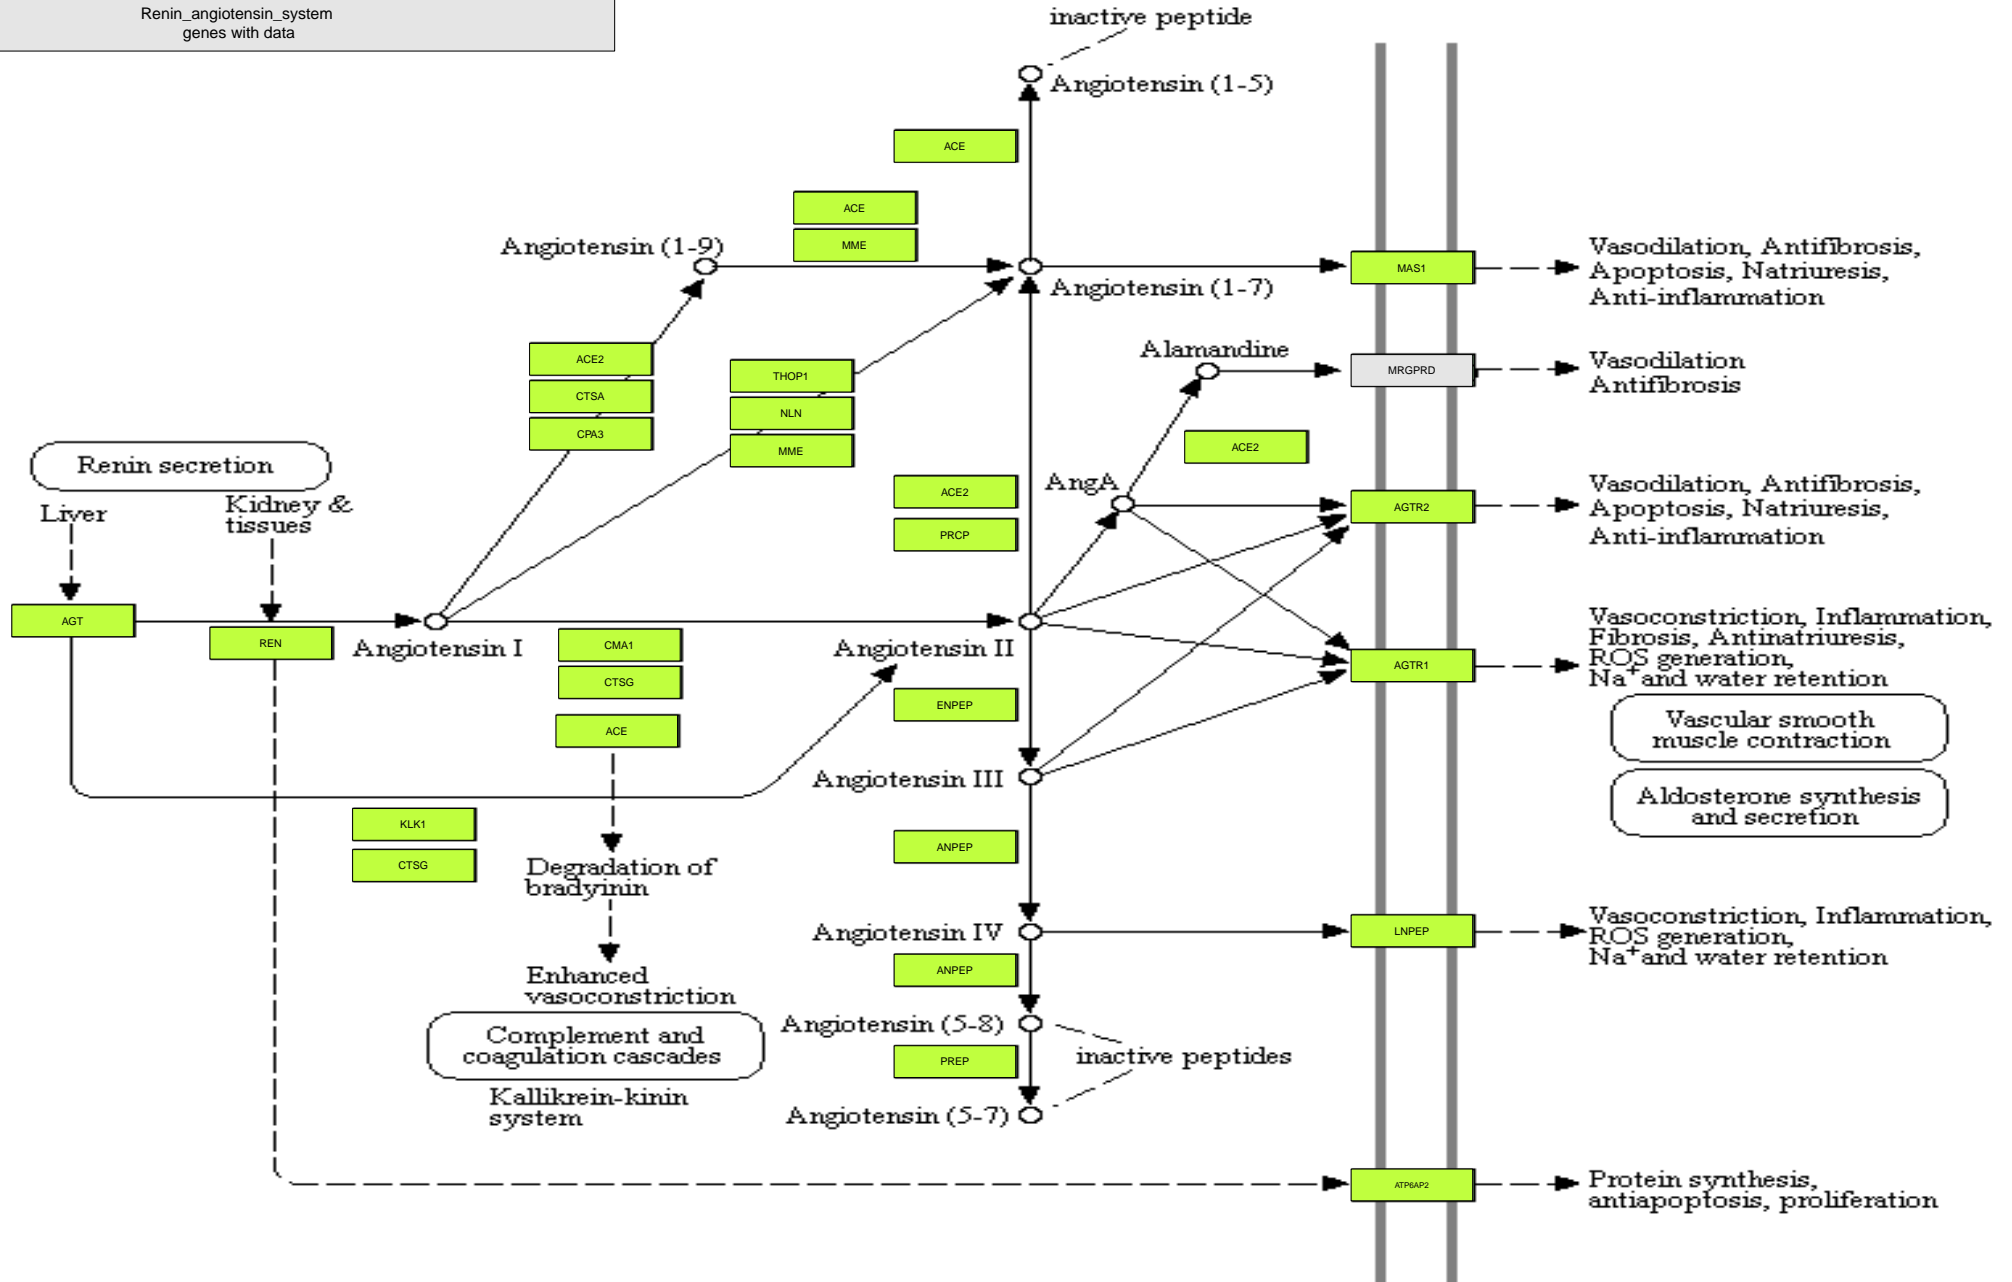 Renin_angiotensin_system
genes with data
inactive peptide
Angiotensin (1-5)
ACE
ACE
MME
Angiotensin (1-9)
Angiotensin (1-7)
MAS1
Vasodilation, Antifibrosis,
Apoptosis, Natriuresis,
Anti-inflammation
ACE2
CTSA
CPA3
THOP1
NLN
MME
Alamandine
MRGPRD
Vasodilation
Antifibrosis
ACE2
Renin secretion
Liver
Kidney &
tissues
ACE2
PRCP
AngA
AGTR2
Vasodilation, Antifibrosis,
Apoptosis, Natriuresis,
Anti-inflammation
AGT
REN
Angiotensin I
CMA1
CTSG
ACE
Angiotensin II
ENPEP
AGTR1
Vasoconstriction, Inflammation,
Fibrosis, Antinatriuresis,
ROS generation,
Na+and water retention
Vascular smooth
muscle contraction
Aldosterone synthesis
and secretion
Angiotensin III
KLK1
CTSG
ANPEP
Degradation of
bradyinin
Enhanced
vasoconstriction
Complement and
coagulation cascades
Kallikrein-kinin
system
Angiotensin IV
LNPEP
Vasoconstriction, Inflammation,
ROS generation,
Na+and water retention
ANPEP
Angiotensin (5-8)
PREP
inactive peptides
Angiotensin (5-7)
ATP6AP2
Protein synthesis,
antiapoptosis, proliferation